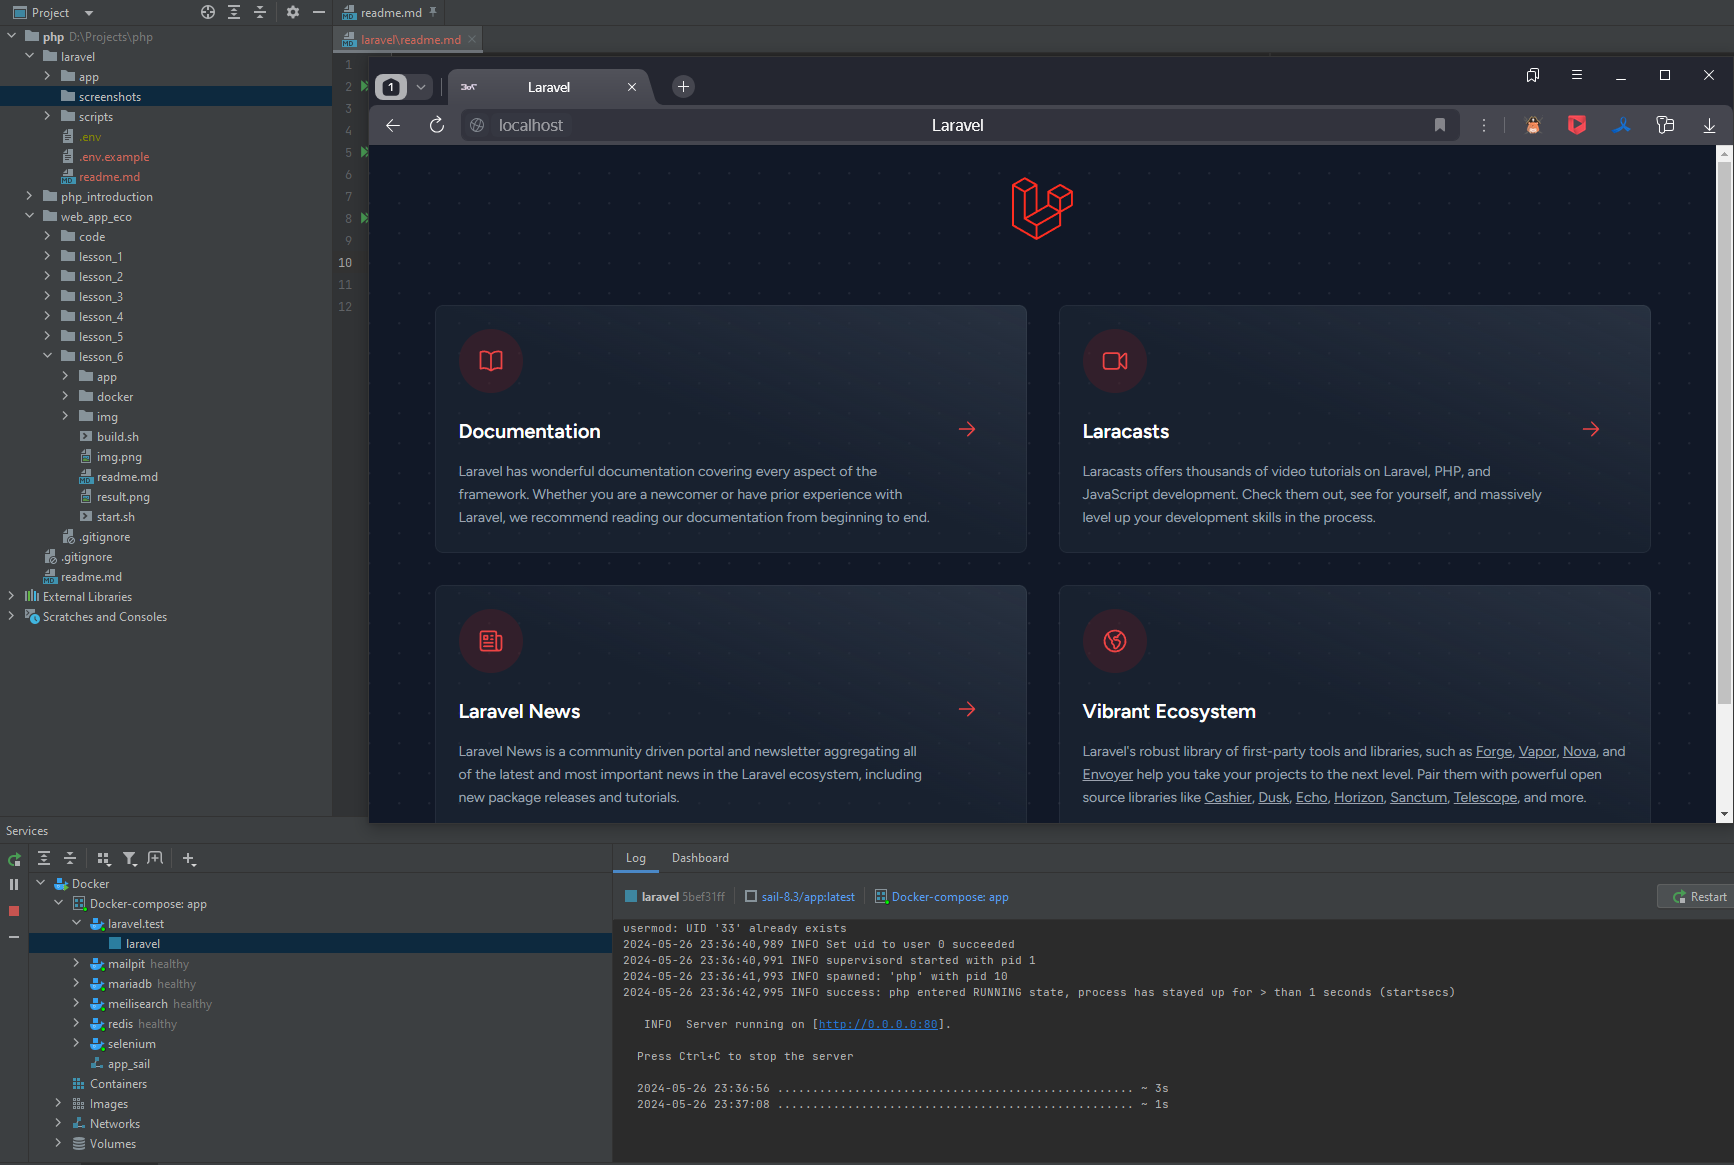 Project
readme.md
php D:\Projects\php
laravel\readme.md
laravel
app
screenshots
scripts
.env
.env.example
readme.md
php_introduction
web_app_eco
code
lesson_1
lesson_2
lesson_3
lesson_4
lesson_5
lesson_6
app
docker
img
build.sh
img.png
readme.md
result.png
start.sh
.gitignore
.gitignore
readme.md
External Libraries
Scratches and Consoles
1
2
3
4
5
6
7
8
9
10
11
12
1
Laravel
localhost
Laravel
Documentation
Laravel has wonderful documentation covering every aspect of the
framework. Whether you are a newcomer or have prior experience with
Laravel, we recommend reading our documentation from beginning to end.
Laracasts
Laracasts offers thousands of video tutorials on Laravel, PHP, and
JavaScript development. Check them out, see for yourself, and massively
level up your development skills in the process.
Laravel News
Laravel News is a community driven portal and newsletter aggregating all
of the latest and most important news in the Laravel ecosystem, including
new package releases and tutorials.
Vibrant Ecosystem
Laravel's robust library of first-party tools and libraries, such as Forge, Vapor, Nova, and
Envoyer help you take your projects to the next level. Pair them with powerful open
source libraries like Cashier, Dusk, Echo, Horizon, Sanctum, Telescope, and more.
Services
Docker
Docker-compose: app
laravel.test
laravel
mailpit healthy
mariadb healthy
meilisearch healthy
redis healthy
selenium
app_sail
Containers
Images
Networks
Volumes
Log Dashboard
laravel 5bef31ff sail-8.3/app:latest Docker-compose: app Restart
usermod: UID '33' already exists
2024-05-26 23:36:40,989 INFO Set uid to user 0 succeeded
2024-05-26 23:36:40,991 INFO supervisord started with pid 1
2024-05-26 23:36:41,993 INFO spawned: 'php' with pid 10
2024-05-26 23:36:42,995 INFO success: php entered RUNNING state, process has stayed up for > than 1 seconds (startsecs)
INFO Server running on [http://0.0.0.0:80].
Press Ctrl+C to stop the server
2024-05-26 23:36:56 ................................................... ~ 3s
2024-05-26 23:37:08 ................................................... ~ 1s